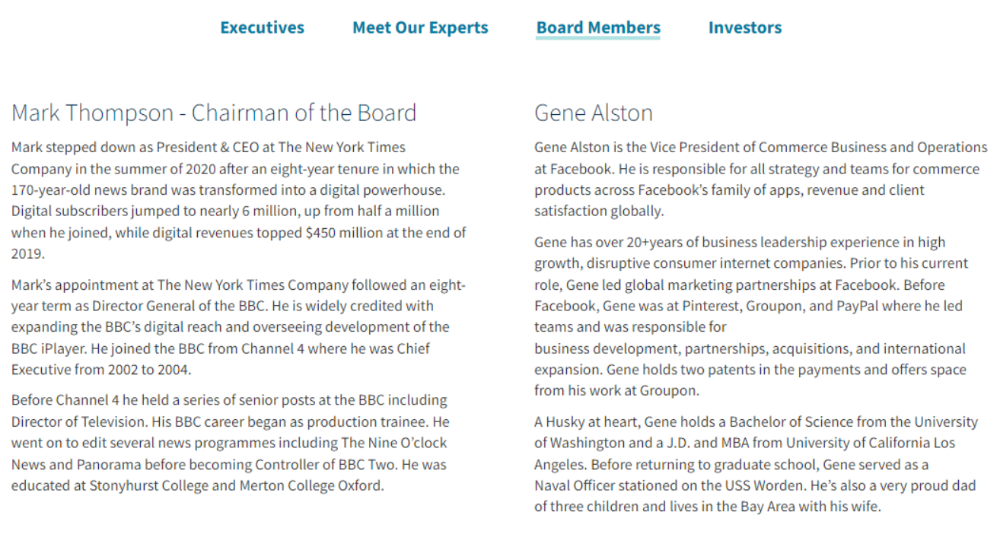 Executives
Meet Our Experts
Board Members
Investors
Mark Thompson - Chairman of the Board
Mark stepped down as President & CEO at The New York Times
Company in the summer of 2020 after an eight-year tenure in which the
170-year-old news brand was transformed into a digital powerhouse.
Digital subscribers jumped to nearly 6 million, up from half a million
when he joined, while digital revenues topped $450 million at the end of
2019.
Mark’s appointment at The New York Times Company followed an eight-
year term as Director General of the BBC. He is widely credited with
expanding the BBC’s digital reach and overseeing development of the
BBC iPlayer. He joined the BBC from Channel 4 where he was Chief
Executive from 2002 to 2004.
Before Channel 4 he held a series of senior posts at the BBC including
Director of Television. His BBC career began as production trainee. He
went on to edit several news programmes including The Nine O’clock
News and Panorama before becoming Controller of BBC Two. He was
educated at Stonyhurst College and Merton College Oxford.
Gene Alston
Gene Alston is the Vice President of Commerce Business and Operations
at Facebook. He is responsible for all strategy and teams for commerce
products across Facebook’s family of apps, revenue and client
satisfaction globally.
Gene has over 20+years of business leadership experience in high
growth, disruptive consumer internet companies. Prior to his current
role, Gene led global marketing partnerships at Facebook. Before
Facebook, Gene was at Pinterest, Groupon, and PayPal where he led
teams and was responsible for
business development, partnerships, acquisitions, and international
expansion. Gene holds two patents in the payments and offers space
from his work at Groupon.
A Husky at heart, Gene holds a Bachelor of Science from the University
of Washington and a J.D. and MBA from University of California Los
Angeles. Before returning to graduate school, Gene served as a
Naval Officer stationed on the USS Worden. He’s also a very proud dad
of three children and lives in the Bay Area with his wife.